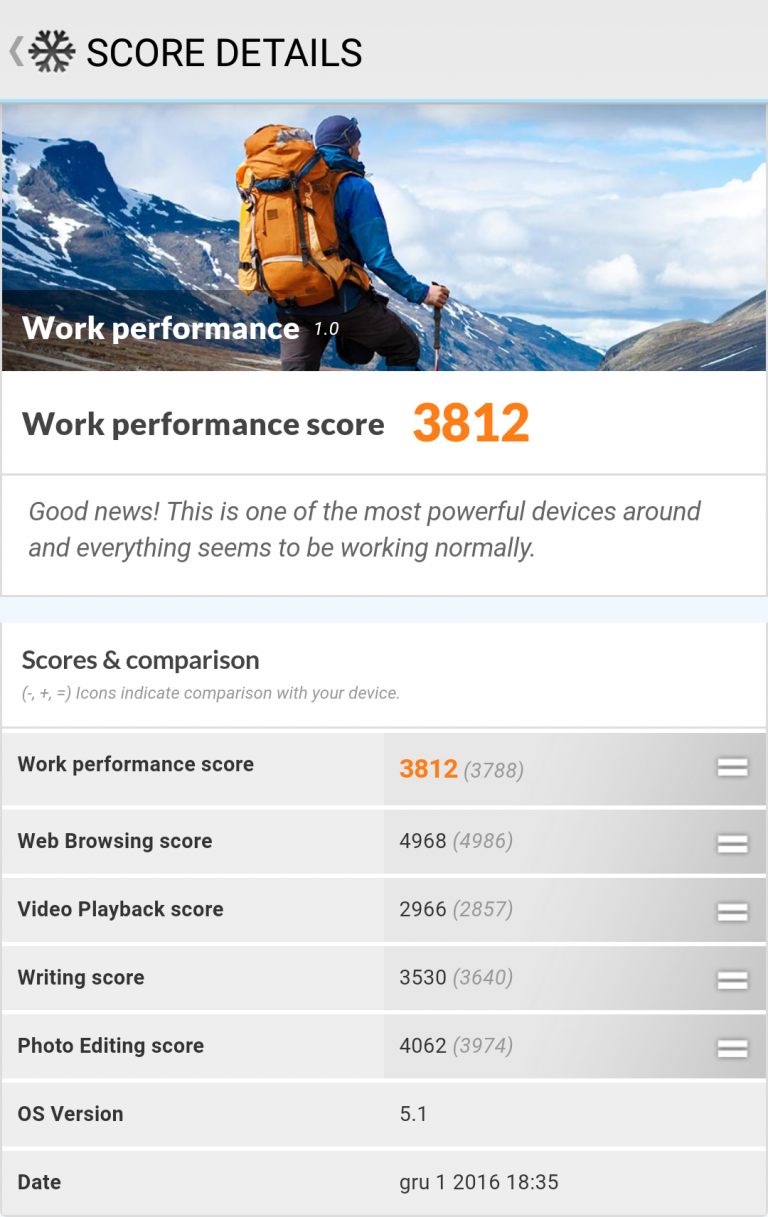 SCORE DETAILS
Work performance 1.0
Work performance score 3812
Good news! This is one of the most powerful devices around
and everything seems to be working normally.
Scores & comparison
(-, +, =) Icons indicate comparison with your device.
Work performance score 3812 (3788)
Web Browsing score 4968 (4986)
Video Playback score 2966 (2857)
Writing score 3530 (3640)
Photo Editing score 4062 (3974)
OS Version 5.1
Date gru 1 2016 18:35